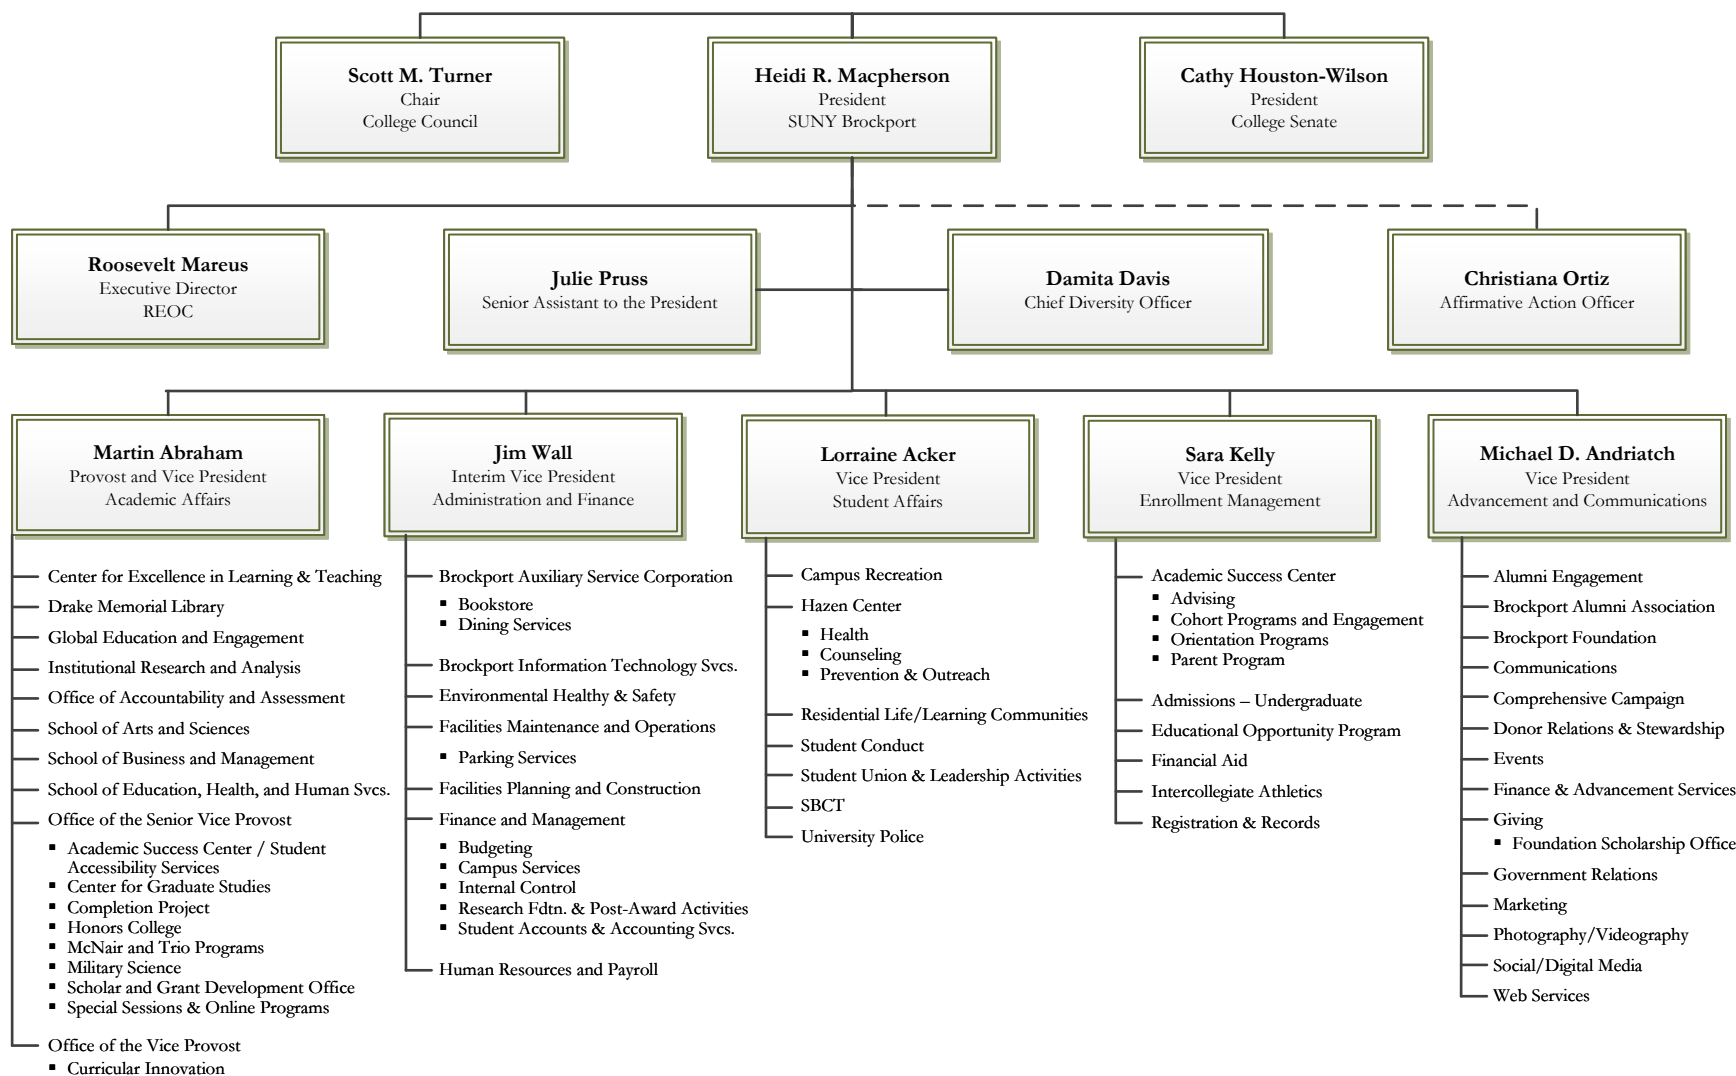 Scott M. Turner
Chair
College Council
Heidi R. Macpherson
President
SUNY Brockport
Cathy Houston-Wilson
President
College Senate
Roosevelt Mareus
Executive Director
REOC
Julie Pruss
Senior Assistant to the President
Damita Davis
Chief Diversity Officer
Christiana Ortiz
Affirmative Action Officer
Martin Abraham
Provost and Vice President
Academic Affairs
Center for Excellence in Learning & Teaching
Drake Memorial Library
Global Education and Engagement
Institutional Research and Analysis
Office of Accountability and Assessment
School of Arts and Sciences
School of Business and Management
School of Education, Health, and Human Svcs.
Office of the Senior Vice Provost
▪ Academic Success Center / Student
Accessibility Services
▪ Center for Graduate Studies
▪ Completion Project
▪ Honors College
▪ McNair and Trio Programs
▪ Military Science
▪ Scholar and Grant Development Office
▪ Special Sessions & Online Programs
Office of the Vice Provost
▪ Curricular Innovation
Jim Wall
Interim Vice President
Administration and Finance
Brockport Auxiliary Service Corporation
▪ Bookstore
▪ Dining Services
Brockport Information Technology Svcs.
Environmental Healthy & Safety
Facilities Maintenance and Operations
▪ Parking Services
Facilities Planning and Construction
Finance and Management
▪ Budgeting
▪ Campus Services
▪ Internal Control
▪ Research Fdtn. & Post-Award Activities
▪ Student Accounts & Accounting Svcs.
Human Resources and Payroll
Lorraine Acker
Vice President
Student Affairs
Campus Recreation
Hazen Center
▪ Health
▪ Counseling
▪ Prevention & Outreach
Residential Life/Learning Communities
Student Conduct
Student Union & Leadership Activities
SBCT
University Police
Sara Kelly
Vice President
Enrollment Management
Academic Success Center
▪ Advising
▪ Cohort Programs and Engagement
▪ Orientation Programs
▪ Parent Program
Admissions – Undergraduate
Educational Opportunity Program
Financial Aid
Intercollegiate Athletics
Registration & Records
Michael D. Andriatch
Vice President
Advancement and Communications
Alumni Engagement
Brockport Alumni Association
Brockport Foundation
Communications
Comprehensive Campaign
Donor Relations & Stewardship
Events
Finance & Advancement Services
Giving
▪ Foundation Scholarship Office
Government Relations
Marketing
Photography/Videography
Social/Digital Media
Web Services